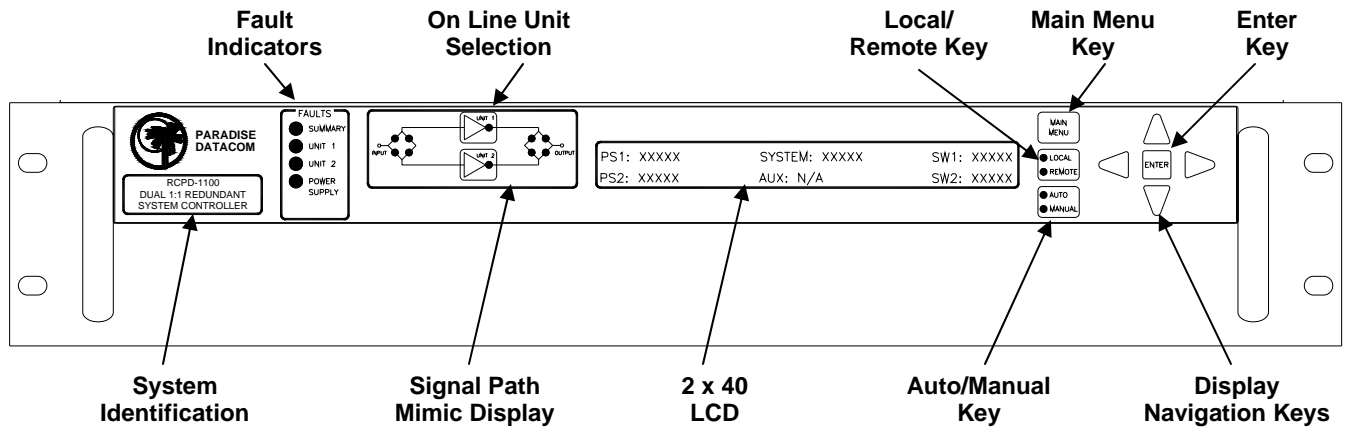 Fault
Indicators
On Line Unit
Selection
Local/
Remote Key
Main Menu
Key
Enter
Key
PARADISE
DATACOM
RCPD-1100
DUAL 1:1 REDUNDANT
SYSTEM CONTROLLER
FAULTS
SUMMARY
UNIT 1
UNIT 2
POWER
SUPPLY
UNIT 1
INPUT
OUTPUT
UNIT 2
PS1: XXXXX SYSTEM: XXXXX SW1: XXXXX
PS2: XXXXX AUX: N/A SW2: XXXXX
MAIN
MENU
LOCAL
REMOTE
AUTO
MANUAL
ENTER
System
Identification
Signal Path
Mimic Display
2 x 40
LCD
Auto/Manual
Key
Display
Navigation Keys